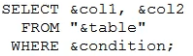 SELECT &col1, &col2
FROM "&table"
WHERE &condition;